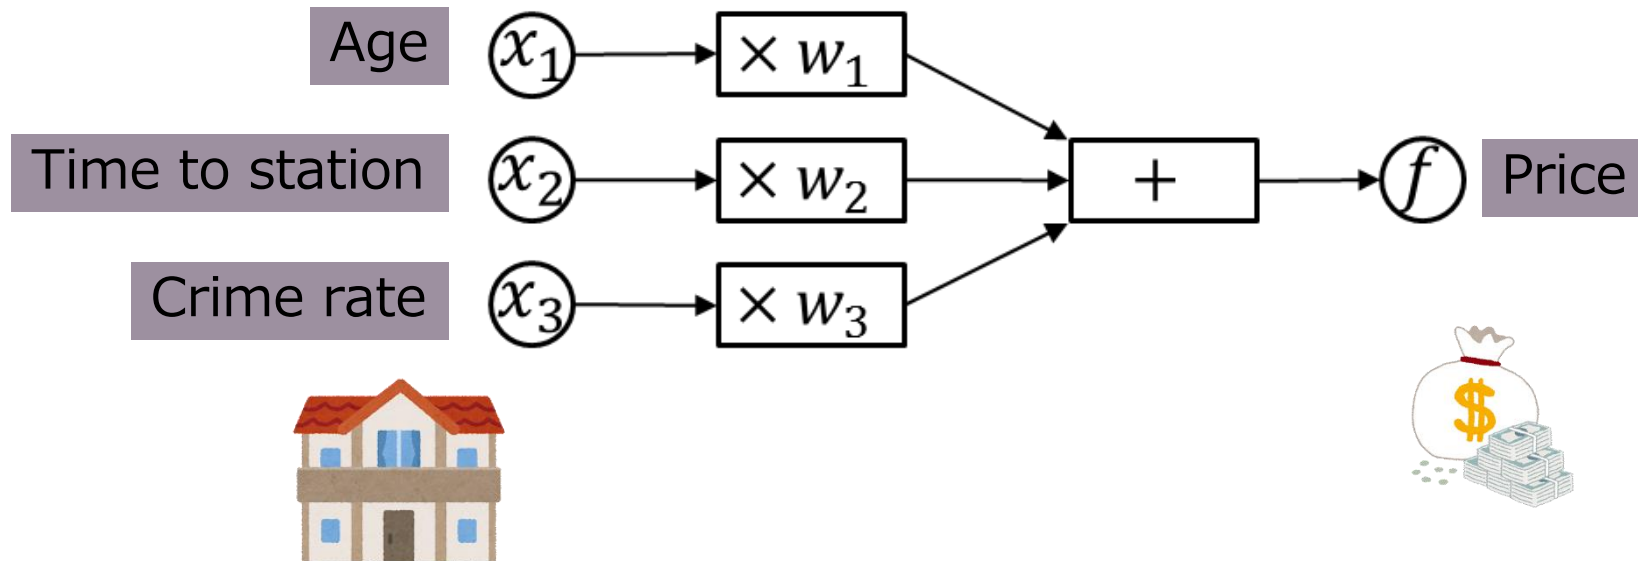 Age x₁ × w₁
Time to station x₂ × w₂ + f Price
Crime rate x₃ × w₃
$